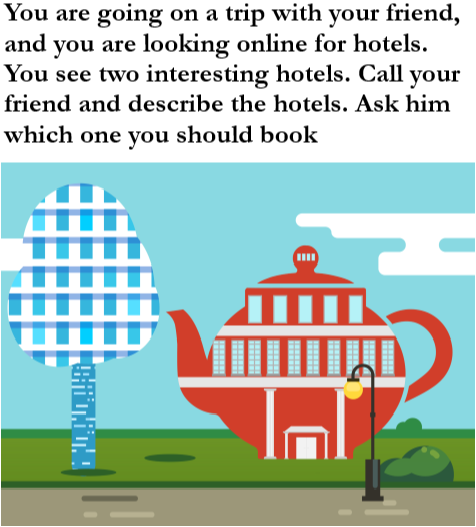 You are going on a trip with your friend,
and you are looking online for hotels.
You see two interesting hotels. Call your
friend and describe the hotels. Ask him
which one you should book